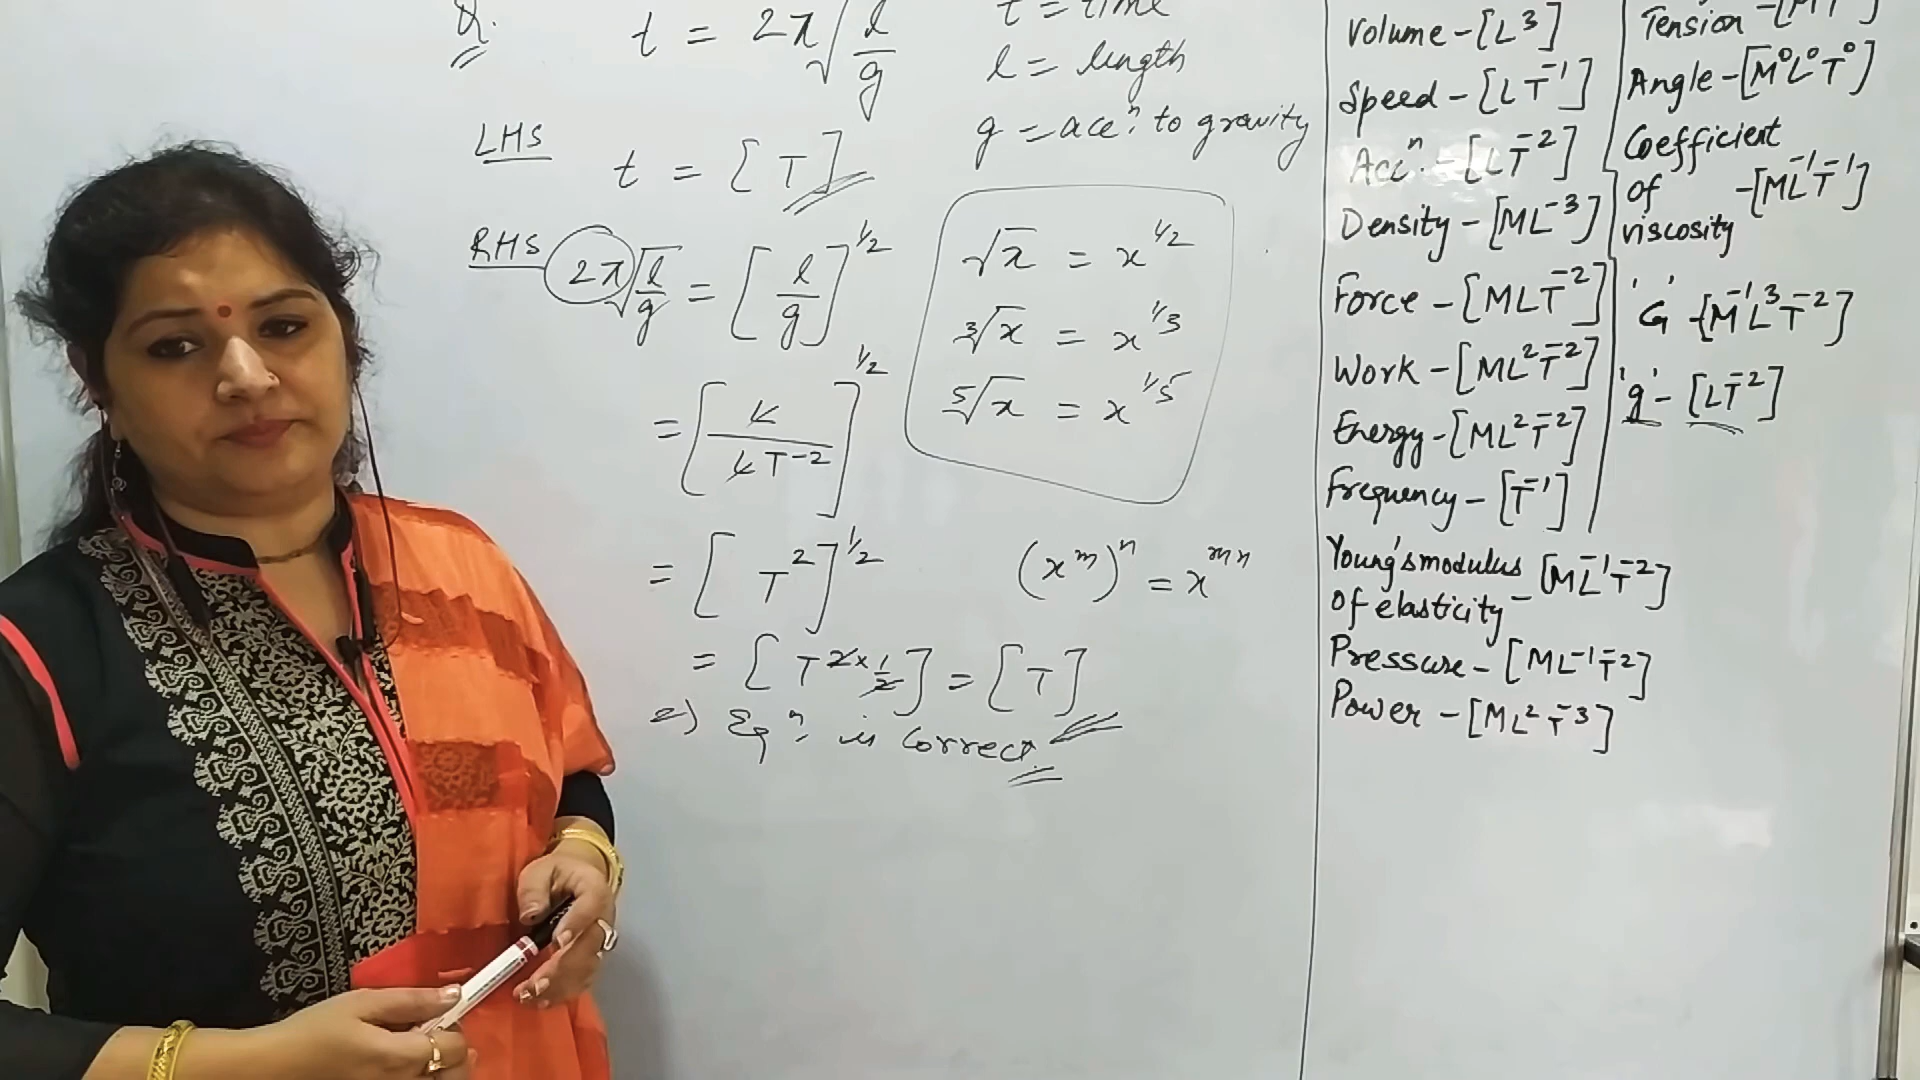 Q.
t = 2π√(l/g)
t = time
l = length
g = accⁿ. to gravity
LHS
t = [T]
RHS 2π√(l/g) = [l/g]^1/2
= [L / LT⁻²]^1/2
= [T²]^1/2
= [T^2×1/2] = [T]
⇒ Eqⁿ. is correct.
√x = x^1/2
∛x = x^1/3
⁵√x = x^1/5
(x^m)^n = x^mn
Volume - [L³]
Speed - [LT⁻¹]
Accⁿ. - [LT⁻²]
Density - [ML⁻³]
Force - [MLT⁻²]
Work - [ML²T⁻²]
Energy - [ML²T⁻²]
Frequency - [T⁻¹]
Young's modulus
of elasticity - [ML⁻¹T⁻²]
Pressure - [ML⁻¹T⁻²]
Power - [ML²T⁻³]
Tension -
Angle - [M⁰L⁰T⁰]
Coefficient
of
viscosity - [ML⁻¹T⁻¹]
'G' - [M⁻¹L³T⁻²]
'g' - [LT⁻²]